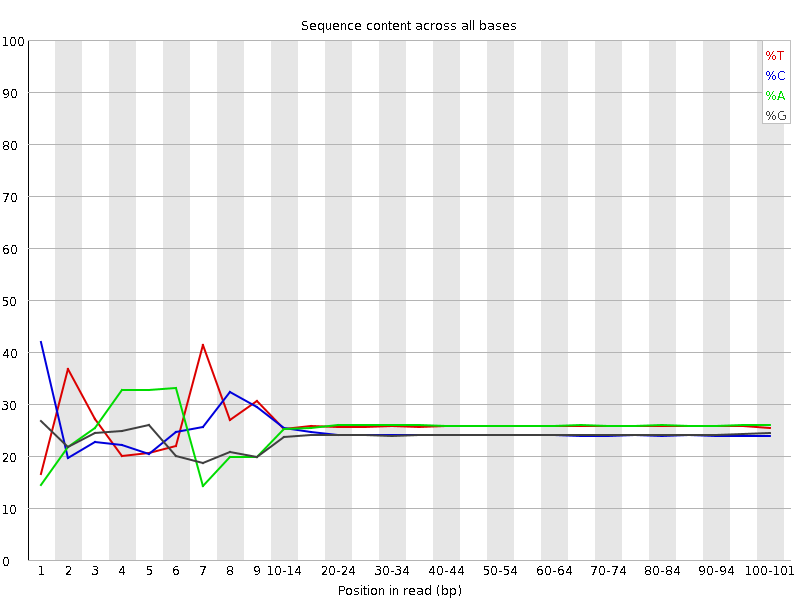 Sequence content across all bases
100
90
80
70
60
50
40
30
20
10
0
%T
%C
%A
%G
1 2 3 4 5 6 7 8 9 10-14 20-24 30-34 40-44 50-54 60-64 70-74 80-84 90-94 100-101
Position in read (bp)